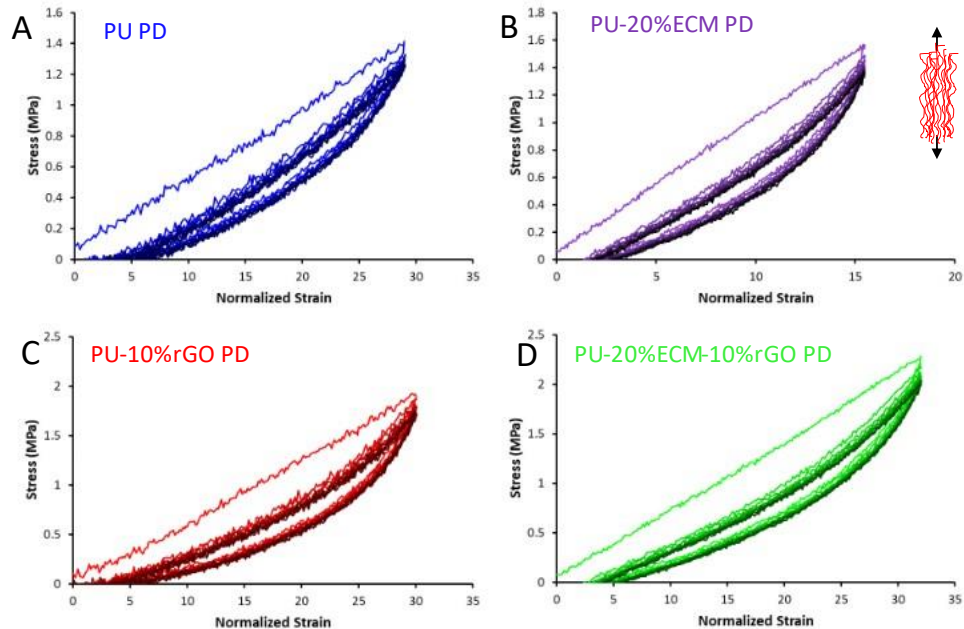 A
PU PD
1.6
1.4
1.2
1
0.8
0.6
0.4
0.2
0
Stress (MPa)
0 5 10 15 20 25 30 35
Normalized Strain
B
PU-20%ECM PD
1.8
1.6
1.4
1.2
1
0.8
0.6
0.4
0.2
0
Stress (MPa)
0 5 10 15 20
Normalized Strain
C
PU-10%rGO PD
2.5
2
1.5
1
0.5
0
Stress (MPa)
0 5 10 15 20 25 30 35
Normalized Strain
D
PU-20%ECM-10%rGO PD
2.5
2
1.5
1
0.5
0
Stress (MPa)
0 5 10 15 20 25 30 35
Normalized Strain